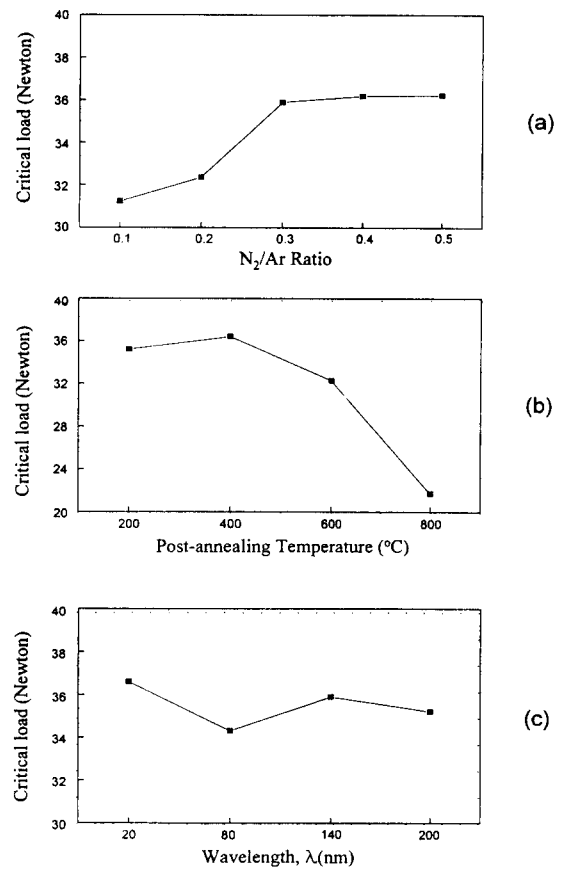 40
38
36
34
32
30
Critical load (Newton)
0.1 0.2 0.3 0.4 0.5
N₂/Ar Ratio
(a)
40
36
32
28
24
20
Critical load (Newton)
200 400 600 800
Post-annealing Temperature (°C)
(b)
40
38
36
34
33
30
Critical load (Newton)
20 80 140 200
Wavelength, λ(nm)
(c)